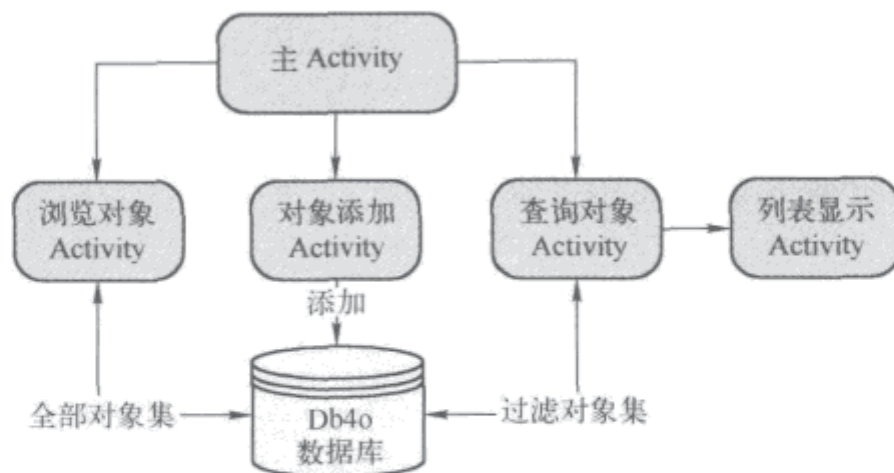 主 Activity
浏览对象
Activity
对象添加
Activity
查询对象
Activity
列表显示
Activity
添加
全部对象集
Db4o
数据库
过滤对象集